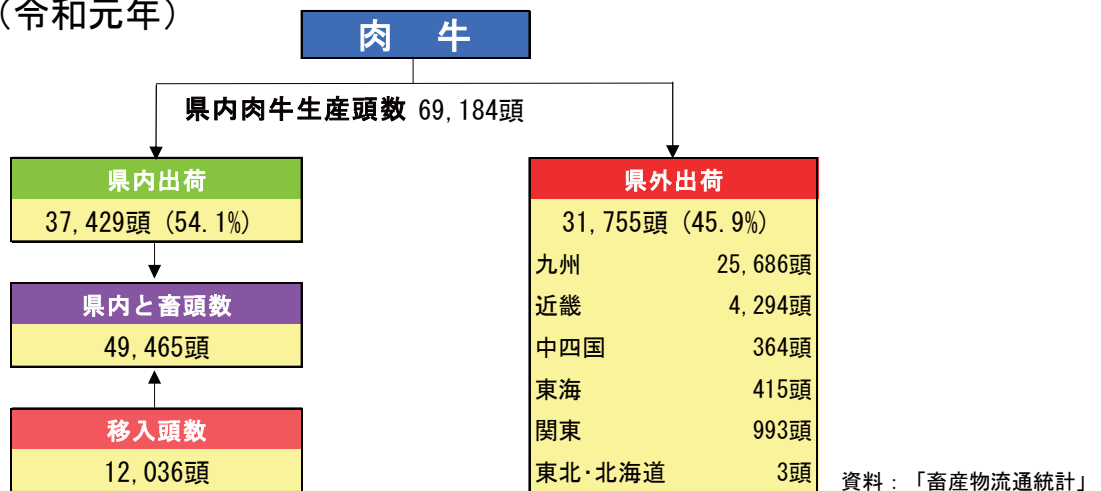 (令和元年)
肉 牛
県内肉牛生産頭数 69,184頭
県内出荷
37,429頭 (54.1%)
県内と畜頭数
49,465頭
移入頭数
12,036頭
県外出荷
31,755頭 (45.9%)
九州 25,686頭
近畿 4,294頭
中四国 364頭
東海 415頭
関東 993頭
東北・北海道 3頭
資料:「畜産物流通統計」